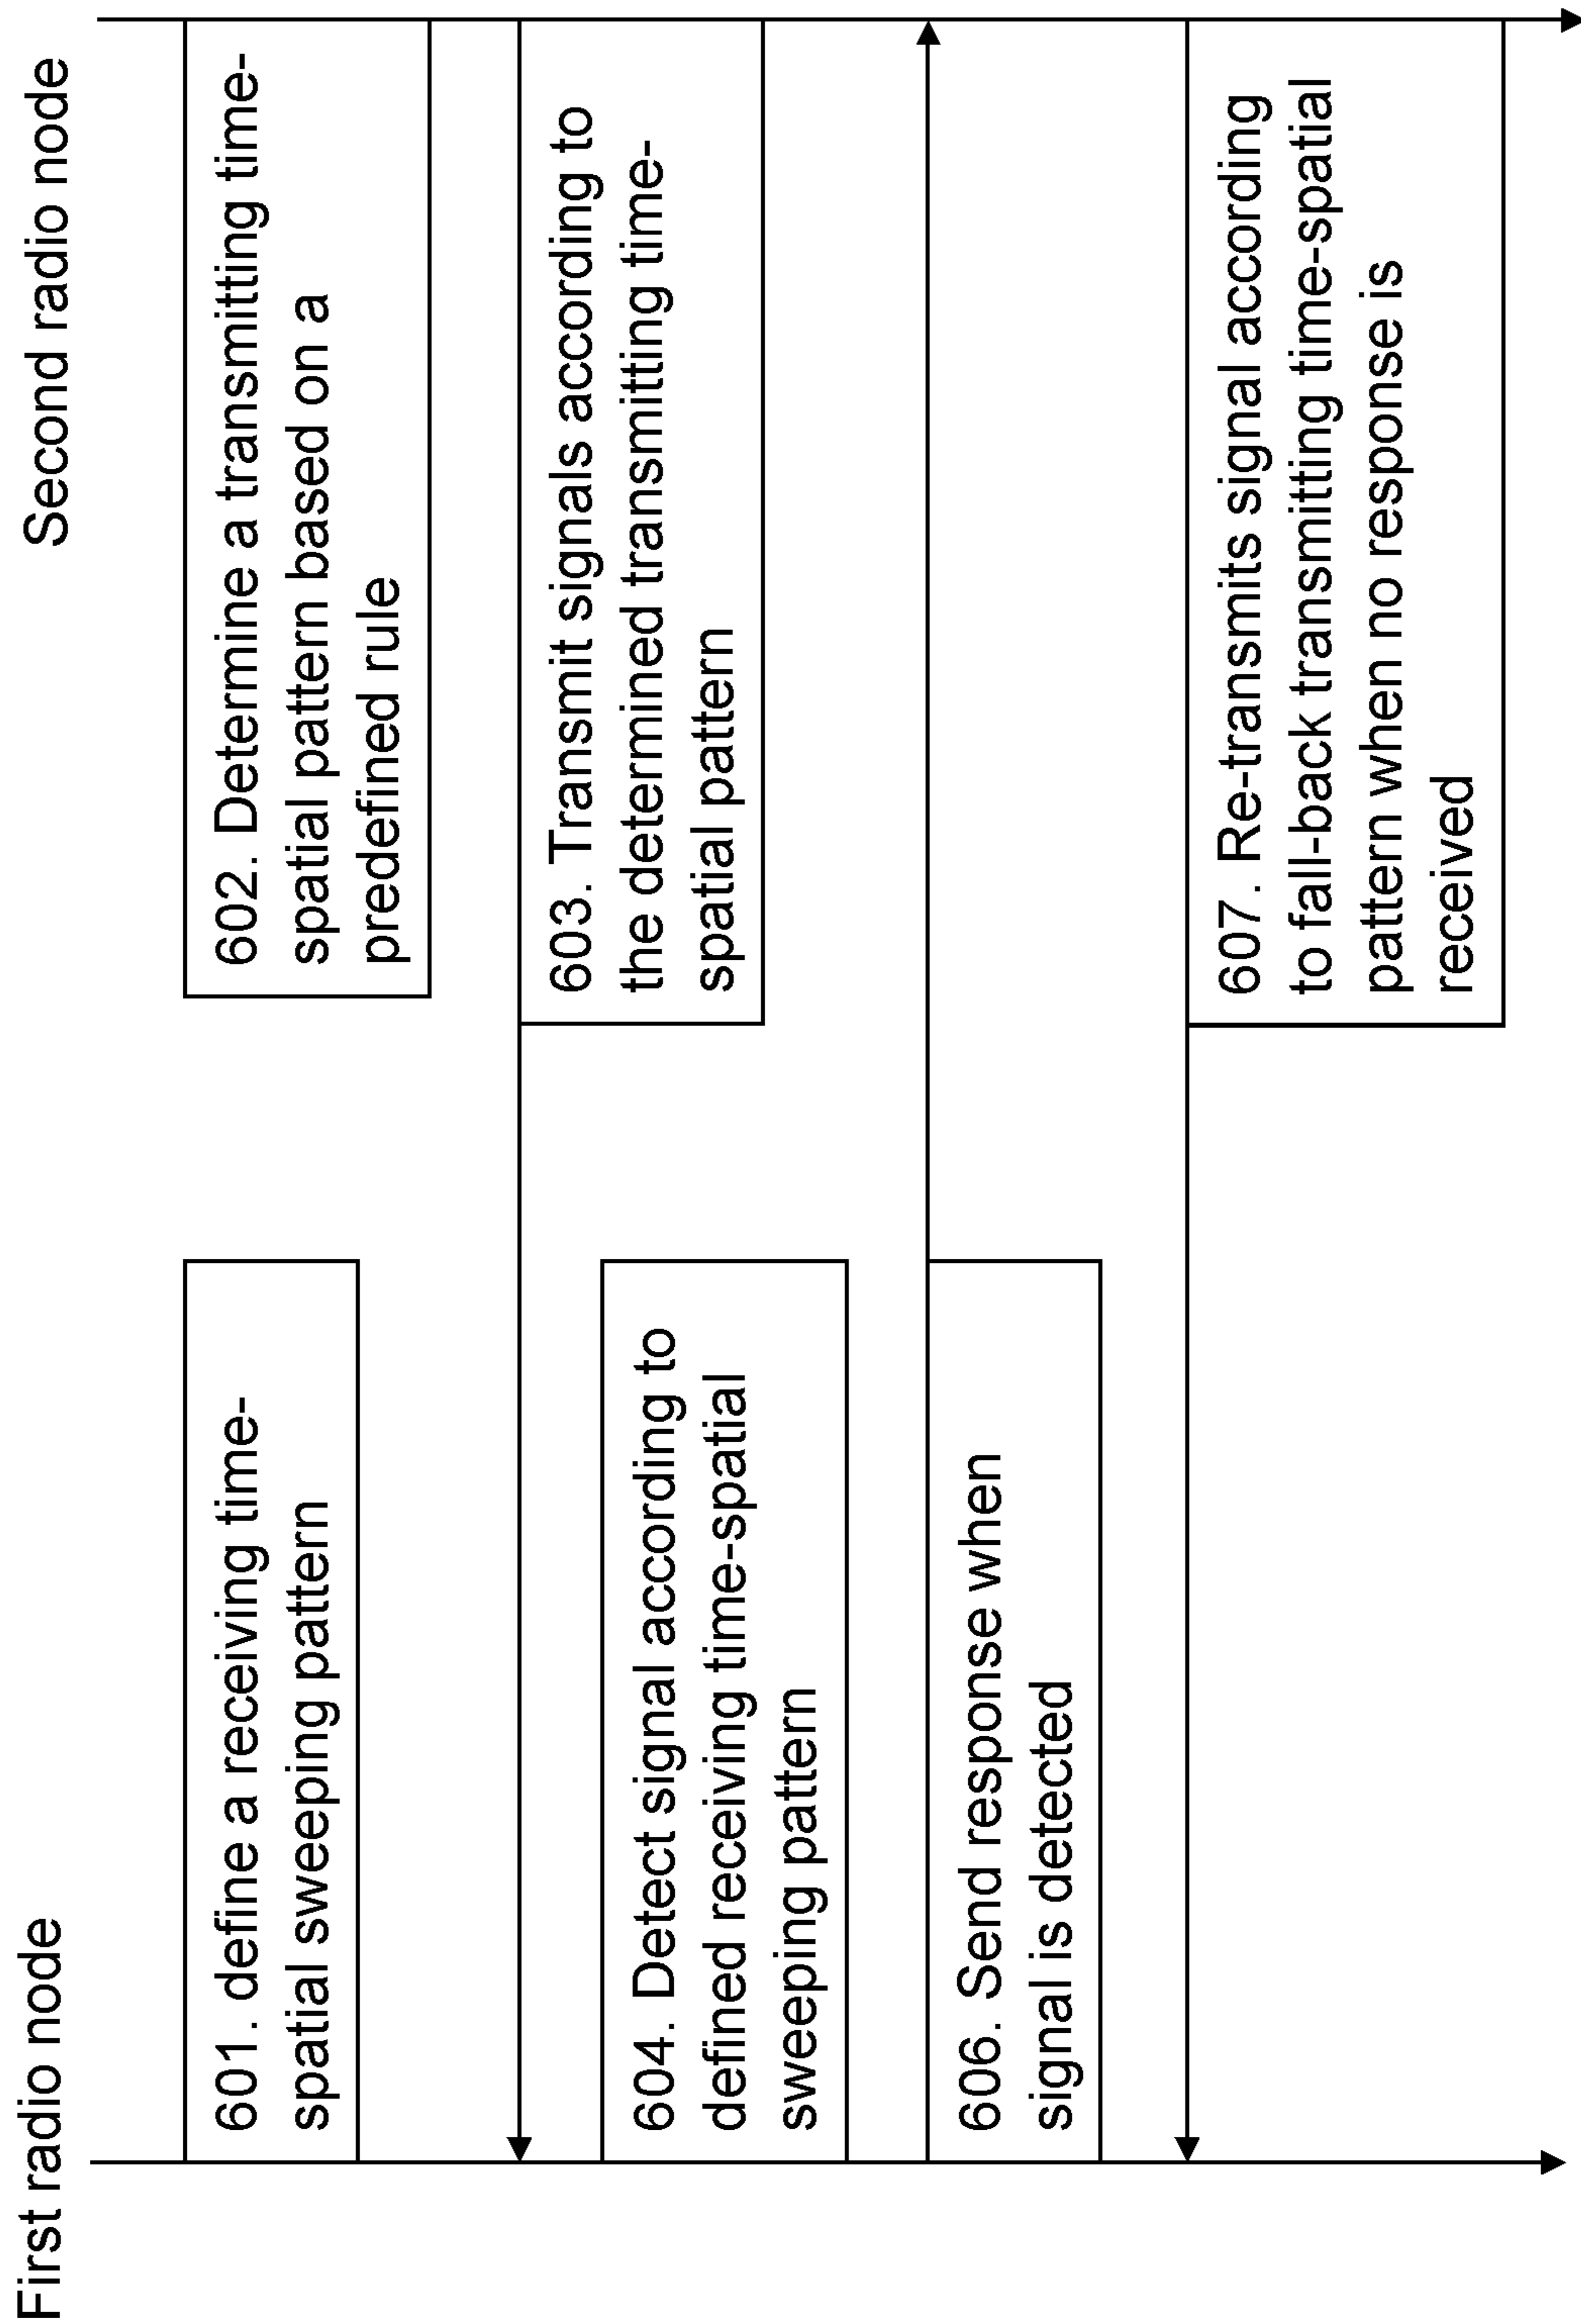 First radio node
Second radio node
601. define a receiving time-
spatial sweeping pattern
602. Determine a transmitting time-
spatial pattern based on a
predefined rule
603. Transmit signals according to
the determined transmitting time-
spatial pattern
604. Detect signal according to
defined receiving time-spatial
sweeping pattern
606. Send response when
signal is detected
607. Re-transmits signal according
to fall-back transmitting time-spatial
pattern when no response is
received